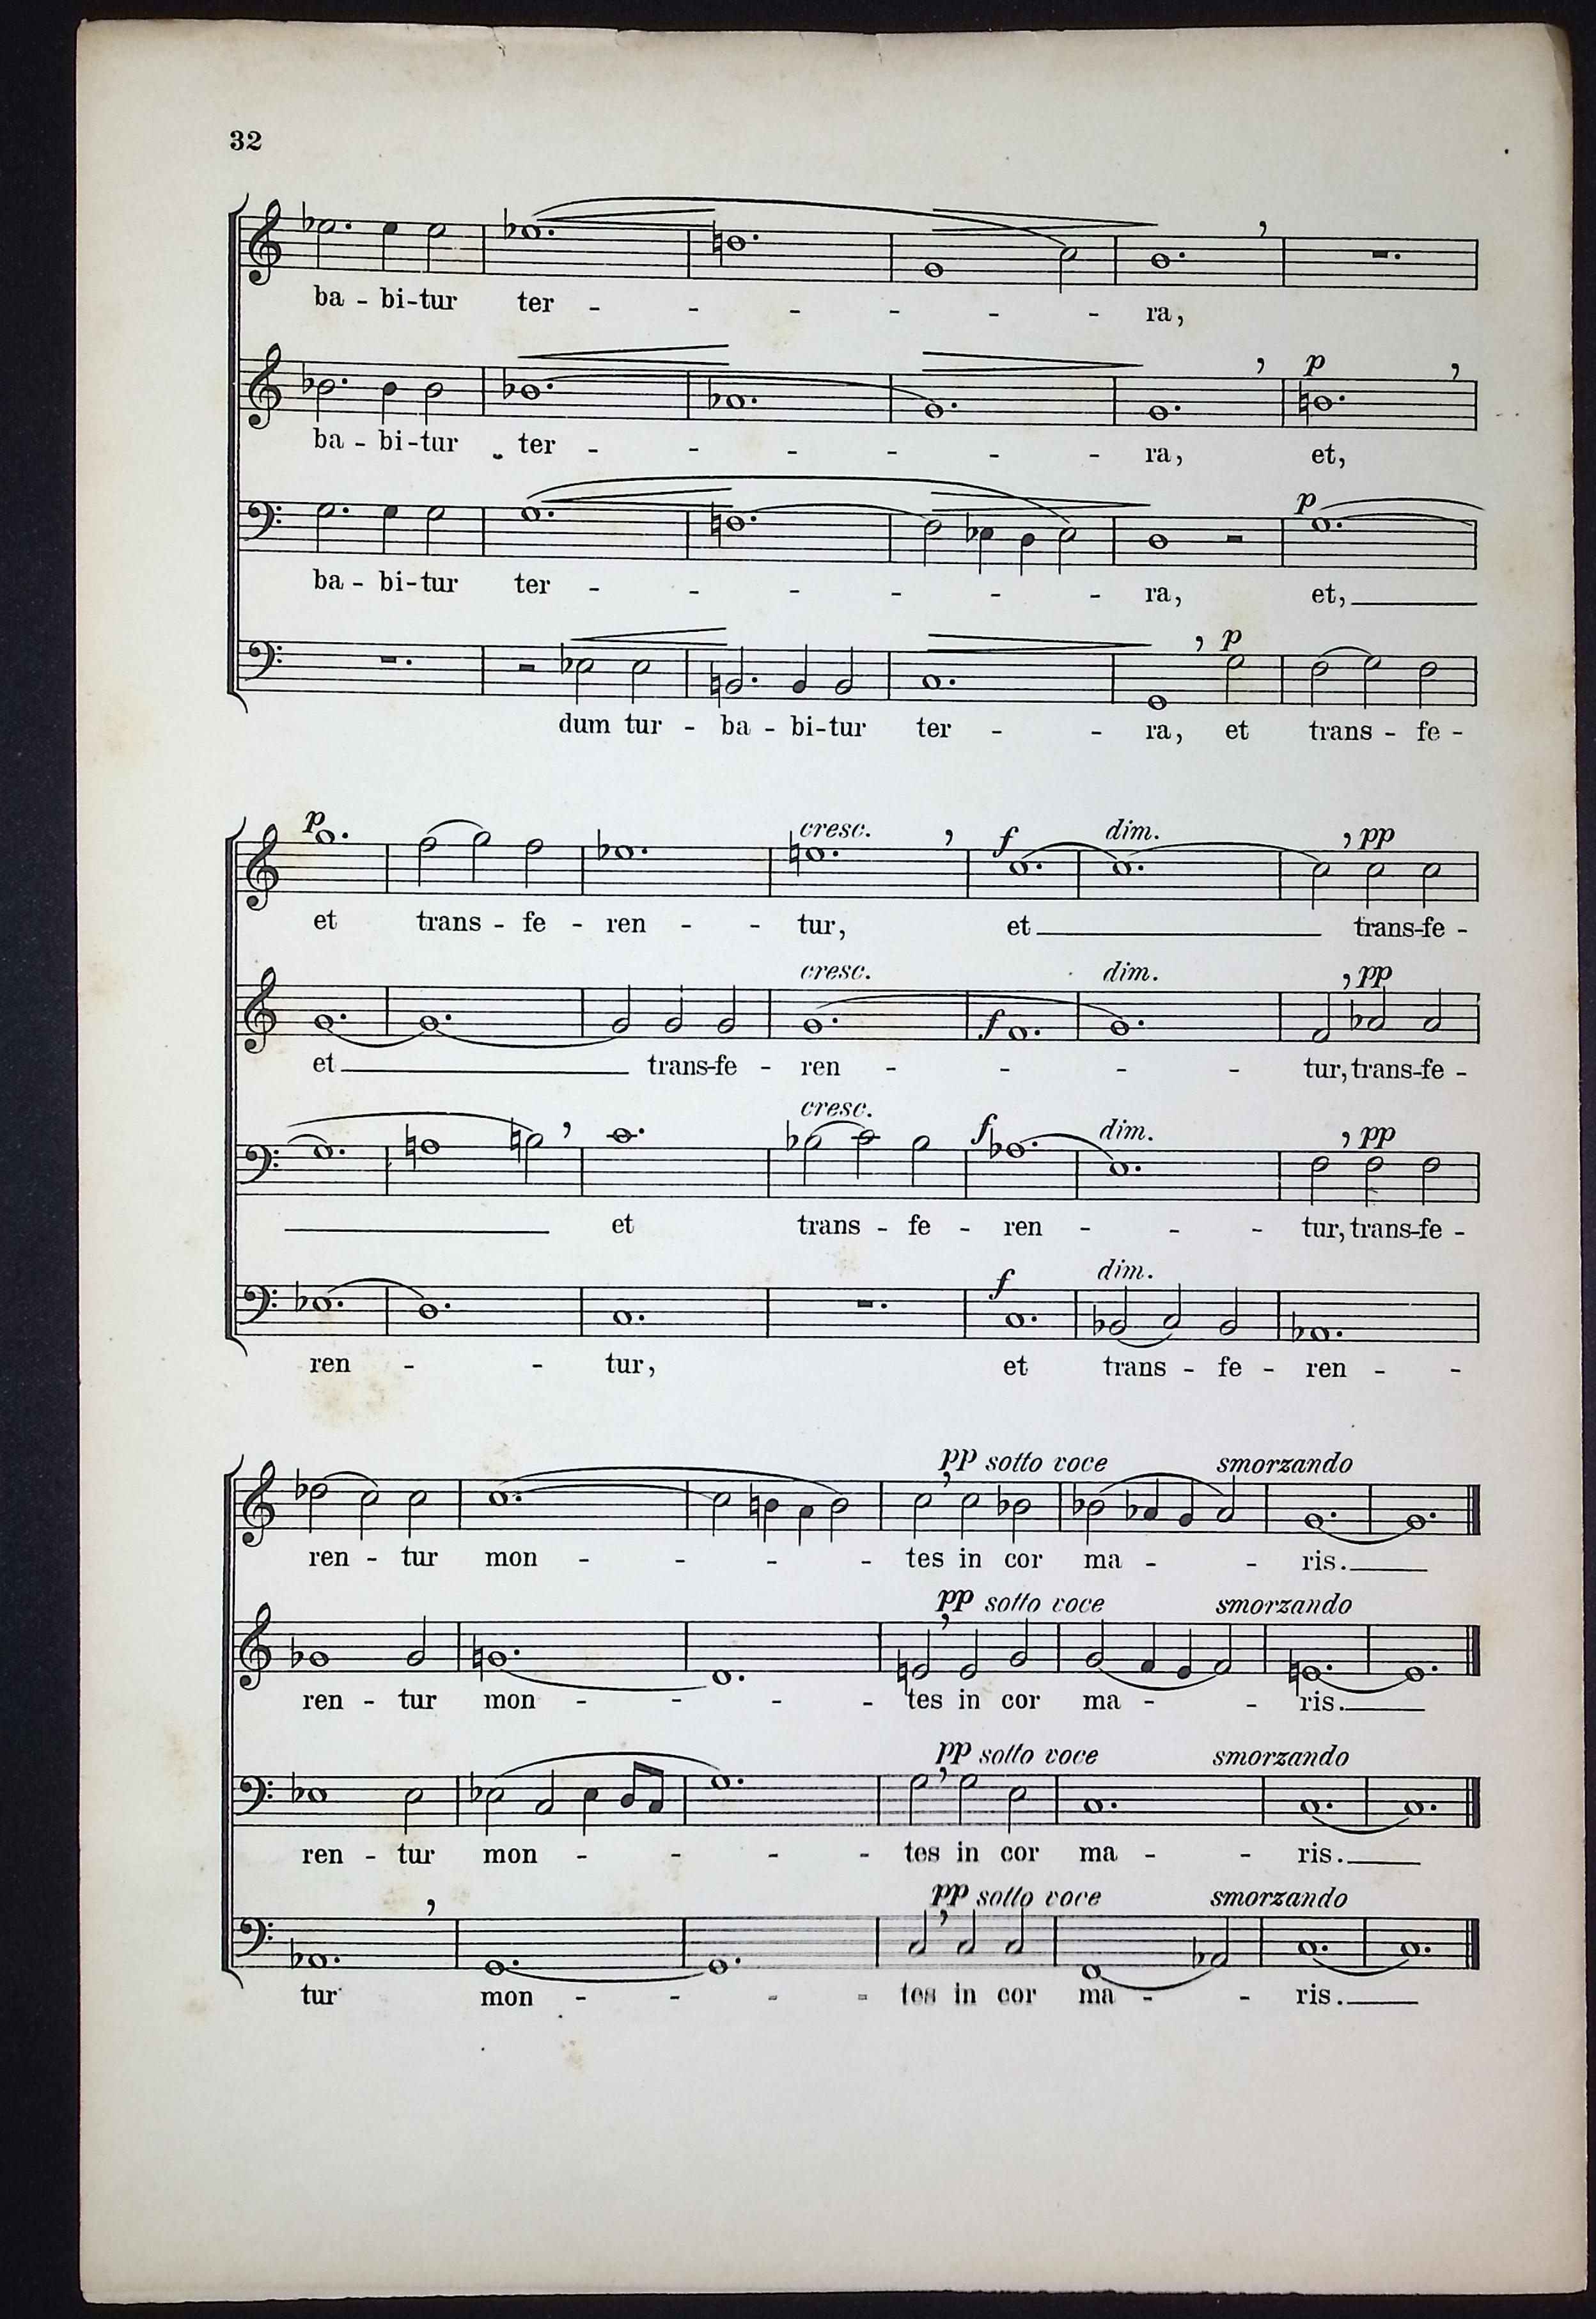 32
ba - bi-tur ter - - - - - - ra,
p
ba - bi-tur ter - - - - - - ra, et,
p
ba - bi-tur ter - - - - - - ra, et,
p
dum tur - ba - bi-tur ter - - ra, et trans - fe -
p cresc. f dim. pp
et trans - fe - ren - - tur, et trans-fe -
cresc. dim. pp
f
et trans-fe - ren - - - - tur, trans-fe -
cresc. f dim. pp
et trans - fe - ren - - - tur, trans-fe -
f dim.
ren - - tur, et trans - fe - ren - -
pp sotto voce smorzando
ren - tur mon - - - - tes in cor ma - - ris.
pp sotto voce smorzando
ren - tur mon - - - - tes in cor ma - - ris.
pp sotto voce smorzando
ren - tur mon - - - - tes in cor ma - - ris.
pp sotto voce smorzando
tur mon - - - - tes in cor ma - - ris.